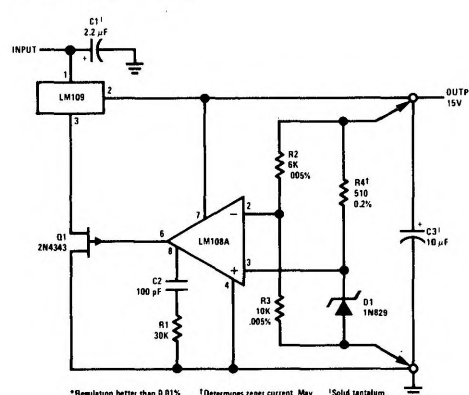 C1†
2.2 µF
INPUT
+
1
LM109
2
3
OUTP
15V
R2
6K
.005%
R4†
510
0.2%
7
2
6
LM108A
8
3
4
Q1
2N4343
C2
100 pF
R1
30K
R3
10K
.005%
D1
1N829
+
C3†
10 µF
*Regulation better than 0.01%
†Determines zener current. May
Solid tantalum